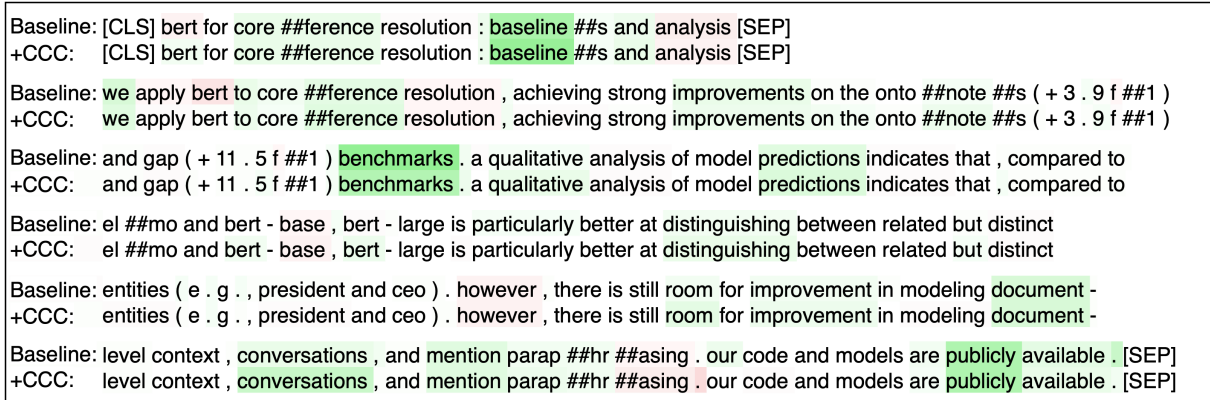 Baseline: [CLS] bert for core ##ference resolution : baseline ##s and analysis [SEP]
+CCC: [CLS] bert for core ##ference resolution : baseline ##s and analysis [SEP]
Baseline: we apply bert to core ##ference resolution , achieving strong improvements on the onto ##note ##s ( + 3 . 9 f ##1 )
+CCC: we apply bert to core ##ference resolution , achieving strong improvements on the onto ##note ##s ( + 3 . 9 f ##1 )
Baseline: and gap ( + 11 . 5 f ##1 ) benchmarks . a qualitative analysis of model predictions indicates that , compared to
+CCC: and gap ( + 11 . 5 f ##1 ) benchmarks . a qualitative analysis of model predictions indicates that , compared to
Baseline: el ##mo and bert - base , bert - large is particularly better at distinguishing between related but distinct
+CCC: el ##mo and bert - base , bert - large is particularly better at distinguishing between related but distinct
Baseline: entities ( e . g . , president and ceo ) . however , there is still room for improvement in modeling document -
+CCC: entities ( e . g . , president and ceo ) . however , there is still room for improvement in modeling document -
Baseline: level context , conversations , and mention parap ##hr ##asing . our code and models are publicly available . [SEP]
+CCC: level context , conversations , and mention parap ##hr ##asing . our code and models are publicly available . [SEP]